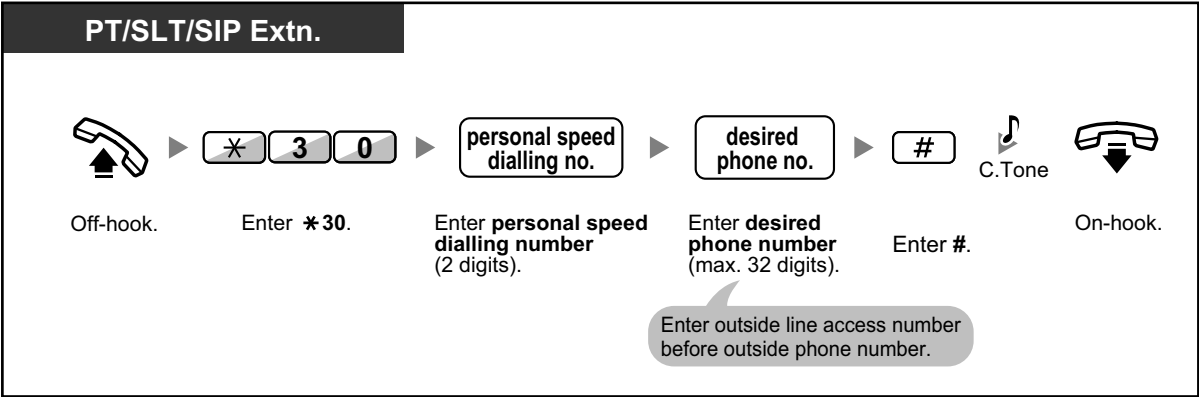 PT/SLT/SIP Extn.
* 3 0
personal speed
dialling no.
desired
phone no.
#
C.Tone
Off-hook.
Enter *30.
Enter personal speed
dialling number
(2 digits).
Enter desired
phone number
(max. 32 digits).
Enter #.
On-hook.
Enter outside line access number
before outside phone number.